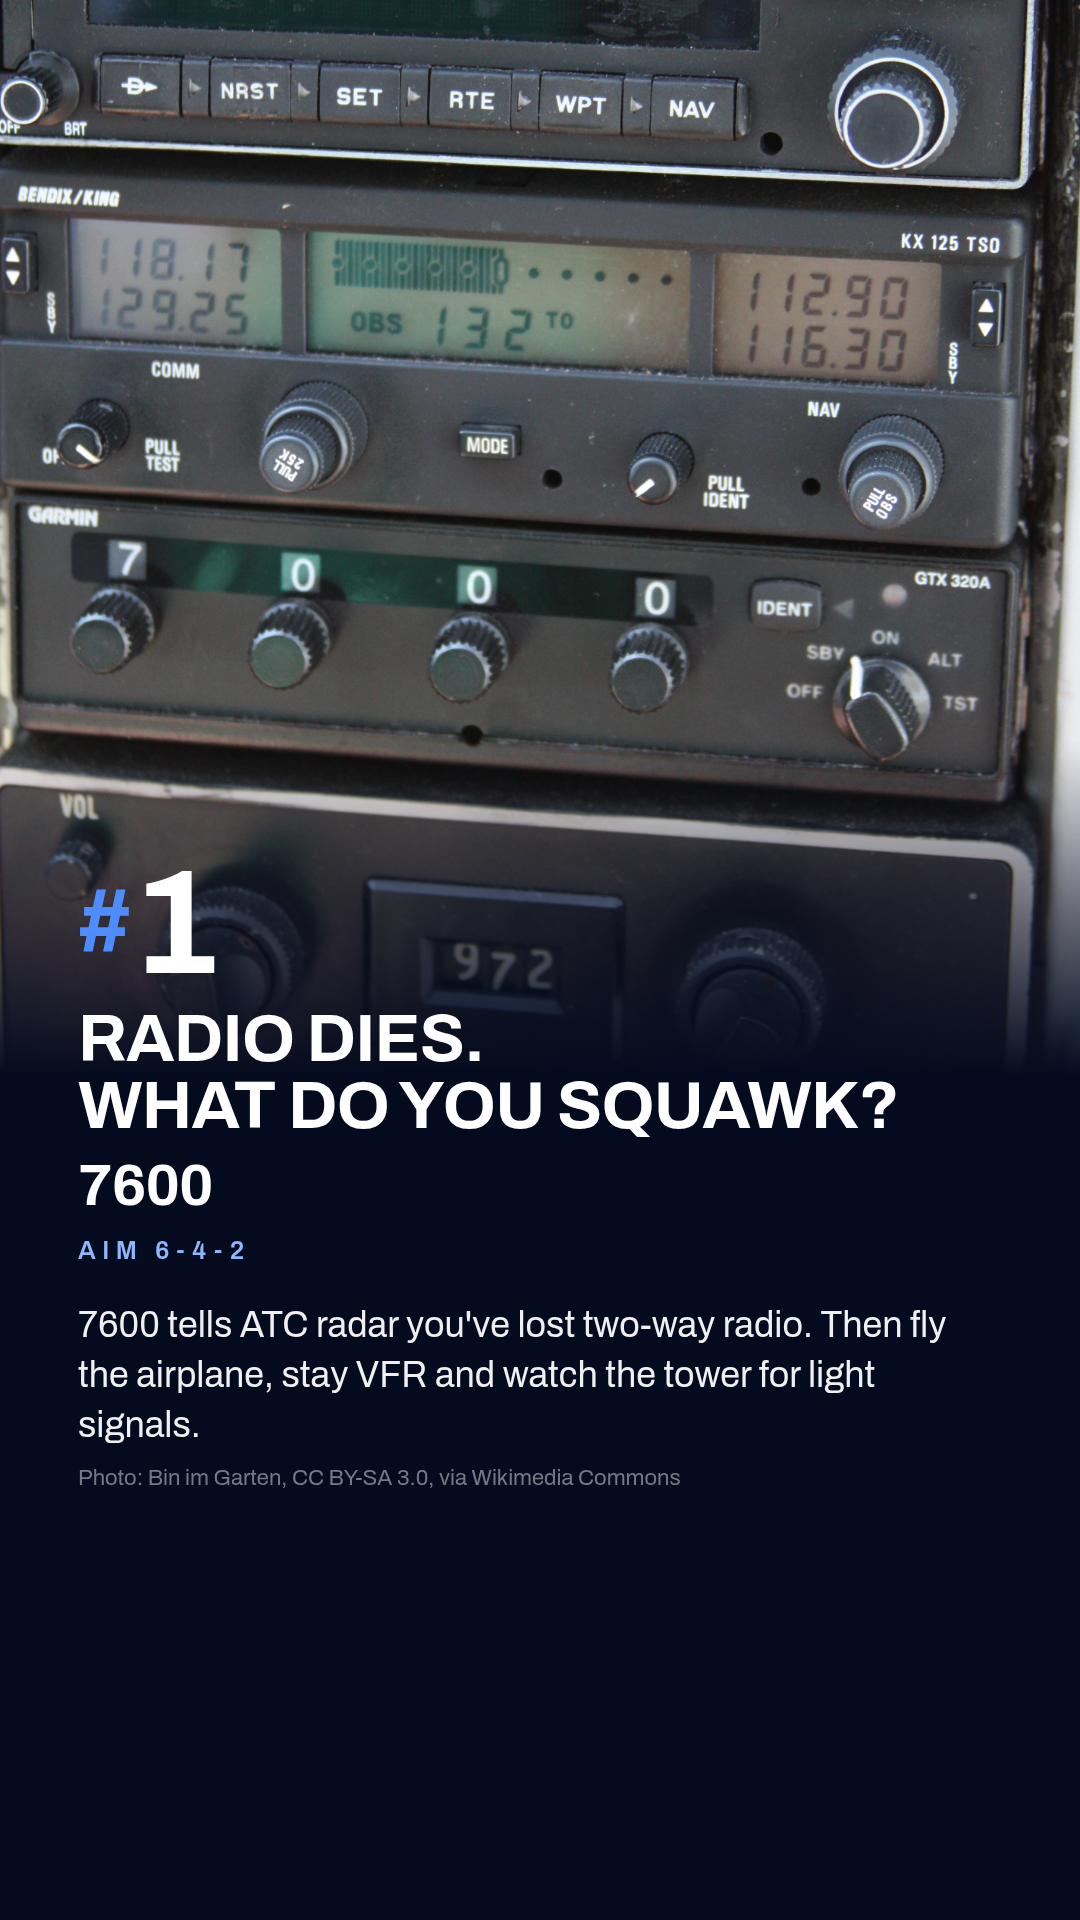 NRST SET RTE WPT NAV
OFF BRT
BENDIX/KING
KX 125 TSO
118.17 112.90
129.25 OBS 132 TO 116.30
SBY SBY
COMM NAV
PULL TEST PULL 25K MODE PULL IDENT PULL OBS
GARMIN
GTX 320A
7 0 0 0 IDENT
ON
SBY ALT
OFF TST
VOL
972
#1
RADIO DIES.
WHAT DO YOU SQUAWK?
7600
AIM 6-4-2
7600 tells ATC radar you've lost two-way radio. Then fly
the airplane, stay VFR and watch the tower for light
signals.
Photo: Bin im Garten, CC BY-SA 3.0, via Wikimedia Commons